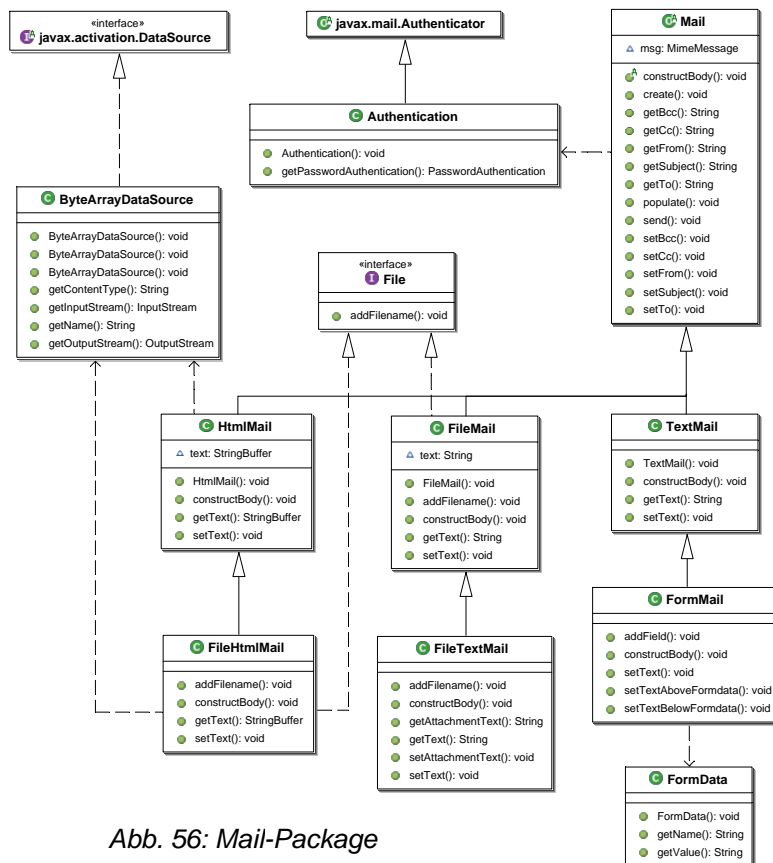 «interface»
javax.activation.DataSource
javax.mail.Authenticator
Mail
msg: MimeMessage
constructBody(): void
create(): void
getBcc(): String
getCc(): String
getFrom(): String
getSubject(): String
getTo(): String
populate(): void
send(): void
setBcc(): void
setCc(): void
setFrom(): void
setSubject(): void
setTo(): void
Authentication
Authentication(): void
getPasswordAuthentication(): PasswordAuthentication
ByteArrayDataSource
ByteArrayDataSource(): void
ByteArrayDataSource(): void
ByteArrayDataSource(): void
getContentType(): String
getInputStream(): InputStream
getName(): String
getOutputStream(): OutputStream
«interface»
File
addFilename(): void
HtmlMail
text: StringBuffer
HtmlMail(): void
constructBody(): void
getText(): StringBuffer
setText(): void
FileMail
text: String
FileMail(): void
addFilename(): void
constructBody(): void
getText(): String
setText(): void
TextMail
TextMail(): void
constructBody(): void
getText(): String
setText(): void
FileHtmlMail
addFilename(): void
constructBody(): void
getText(): StringBuffer
setText(): void
FileTextMail
addFilename(): void
constructBody(): void
getAttachmentText(): String
getText(): String
setAttachmentText(): void
setText(): void
FormMail
addField(): void
constructBody(): void
setText(): void
setTextAboveFormdata(): void
setTextBelowFormdata(): void
FormData
FormData(): void
getName(): String
getValue(): String
Abb. 56: Mail-Package